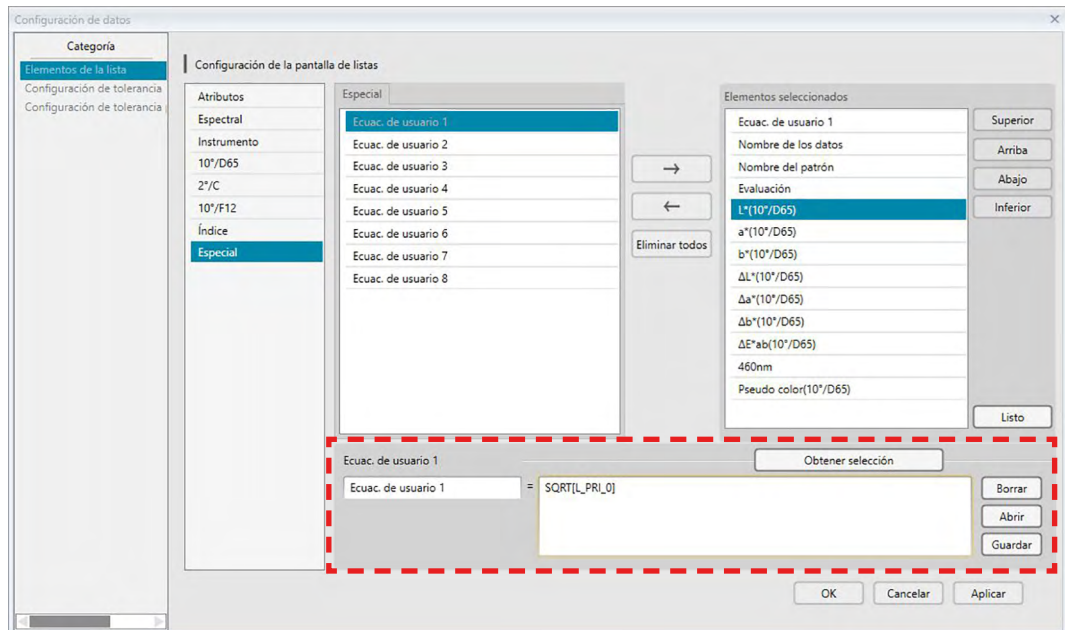 Configuración de datos
Categoría
Elementos de la lista
Configuración de tolerancia
Configuración de tolerancia
Configuración de la pantalla de listas
Atributos
Espectral
Instrumento
10°/D65
2°/C
10°/F12
Índice
Especial
Especial
Ecuac. de usuario 1
Ecuac. de usuario 2
Ecuac. de usuario 3
Ecuac. de usuario 4
Ecuac. de usuario 5
Ecuac. de usuario 6
Ecuac. de usuario 7
Ecuac. de usuario 8
→
←
Eliminar todos
Elementos seleccionados
Ecuac. de usuario 1
Nombre de los datos
Nombre del patrón
Evaluación
L*(10°/D65)
a*(10°/D65)
b*(10°/D65)
ΔL*(10°/D65)
Δa*(10°/D65)
Δb*(10°/D65)
ΔE*ab(10°/D65)
460nm
Pseudo color(10°/D65)
Superior
Arriba
Abajo
Inferior
Listo
Ecuac. de usuario 1
Obtener selección
Ecuac. de usuario 1 = SQRT[L_PRI_0]
Borrar
Abrir
Guardar
OK Cancelar Aplicar